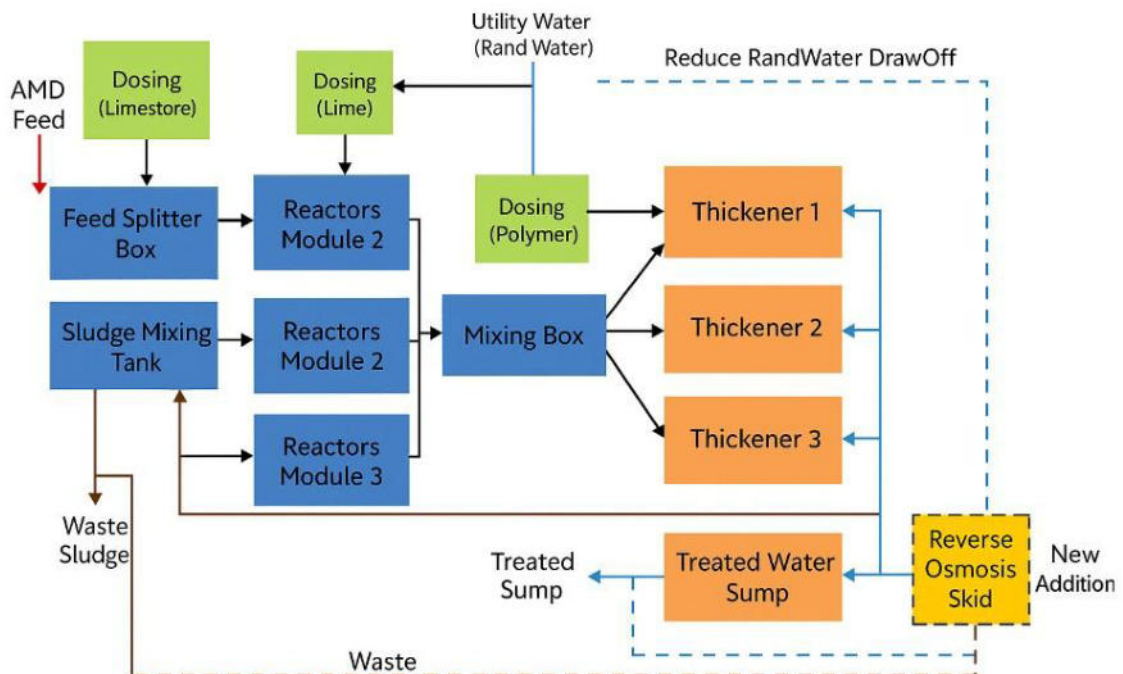 Utility Water
(Rand Water)
Reduce RandWater DrawOff
AMD
Feed
Dosing
(Limestore)
Dosing
(Lime)
Feed Splitter
Box
Reactors
Module 2
Dosing
(Polymer)
Thickener 1
Sludge Mixing
Tank
Reactors
Module 2
Mixing Box
Thickener 2
Reactors
Module 3
Thickener 3
Waste
Sludge
Treated
Sump
Treated Water
Sump
Reverse
Osmosis
Skid
New
Addition
Waste